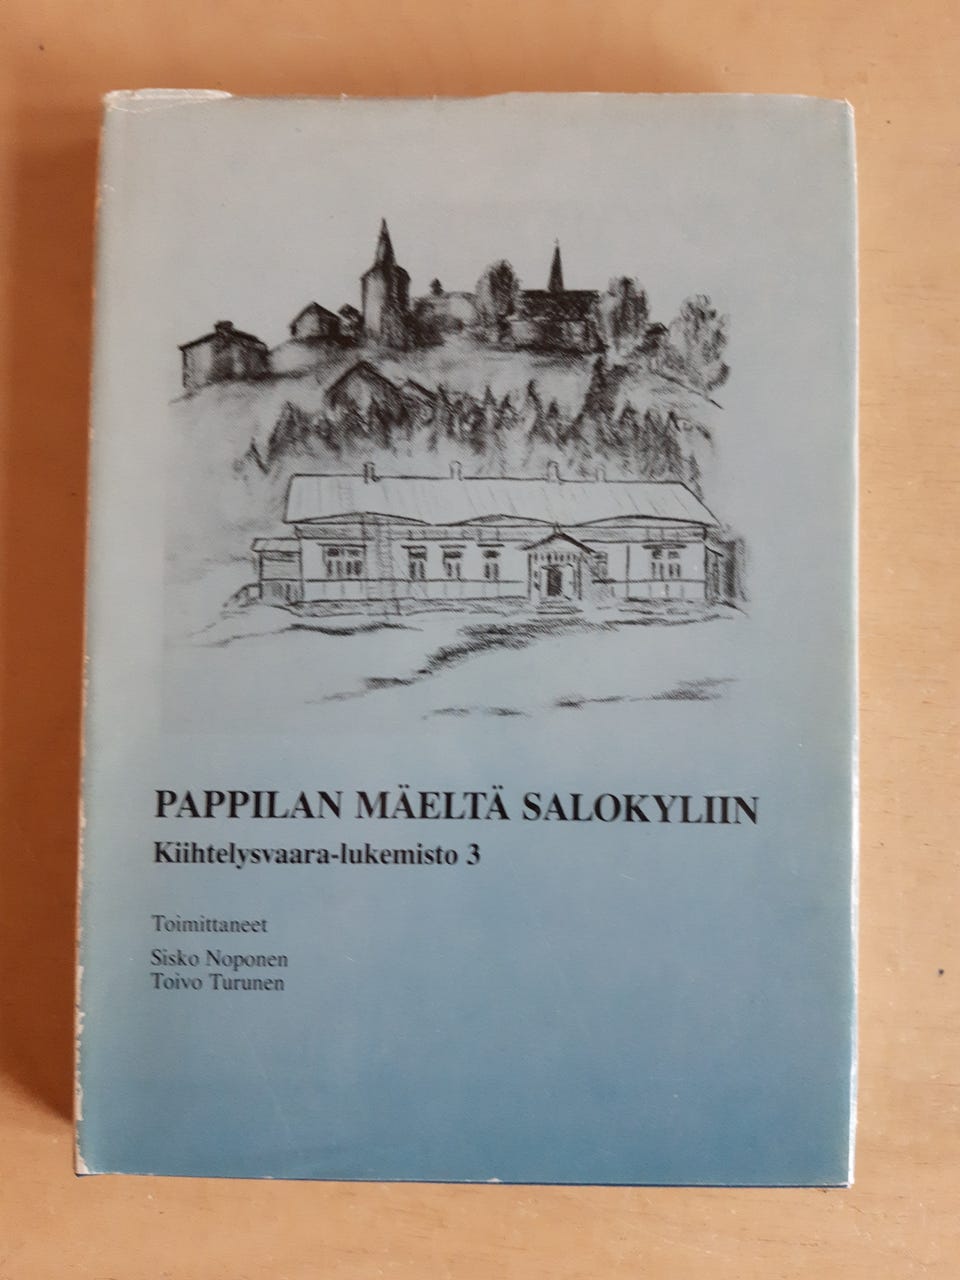 PAPPILAN MÄELTÄ SALOKYLIIN
Kiihtelysvaara-lukemisto 3
Toimittaneet
Sisko Noponen
Toivo Turunen